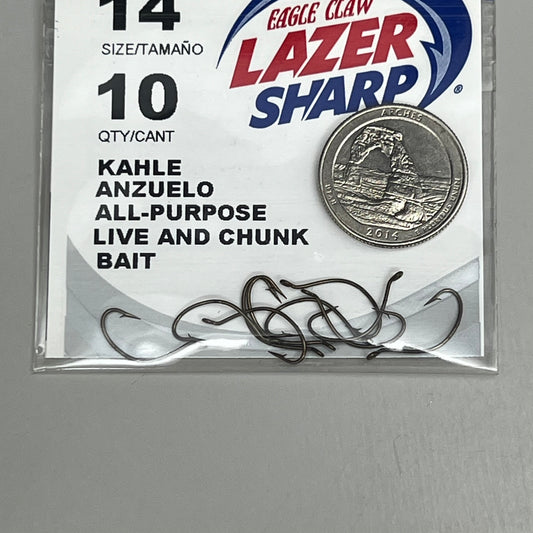 14
SIZE/TAMAÑO
10
QTY/CANT
EAGLE CLAW
LAZER
SHARP
®
KAHLE
ANZUELO
ALL-PURPOSE
LIVE AND CHUNK
BAIT
ARCHES
UTAH
2014